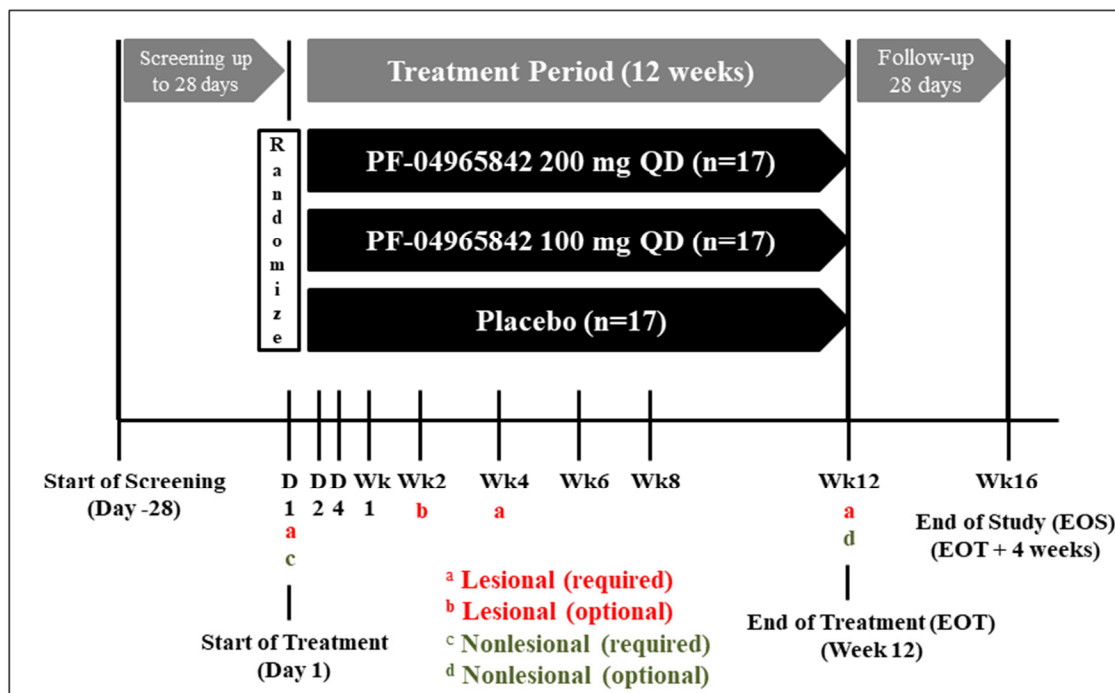 Screening up
to 28 days
Treatment Period (12 weeks)
Follow-up
28 days
Randomize
PF-04965842 200 mg QD (n=17)
PF-04965842 100 mg QD (n=17)
Placebo (n=17)
Start of Screening
(Day -28)
D
1
a
c
D
2
D
4
Wk
1
Wk2
b
Wk4
a
Wk6
Wk8
Wk12
a
d
Wk16
End of Study (EOS)
(EOT + 4 weeks)
Start of Treatment
(Day 1)
a Lesional (required)
b Lesional (optional)
c Nonlesional (required)
d Nonlesional (optional)
End of Treatment (EOT)
(Week 12)